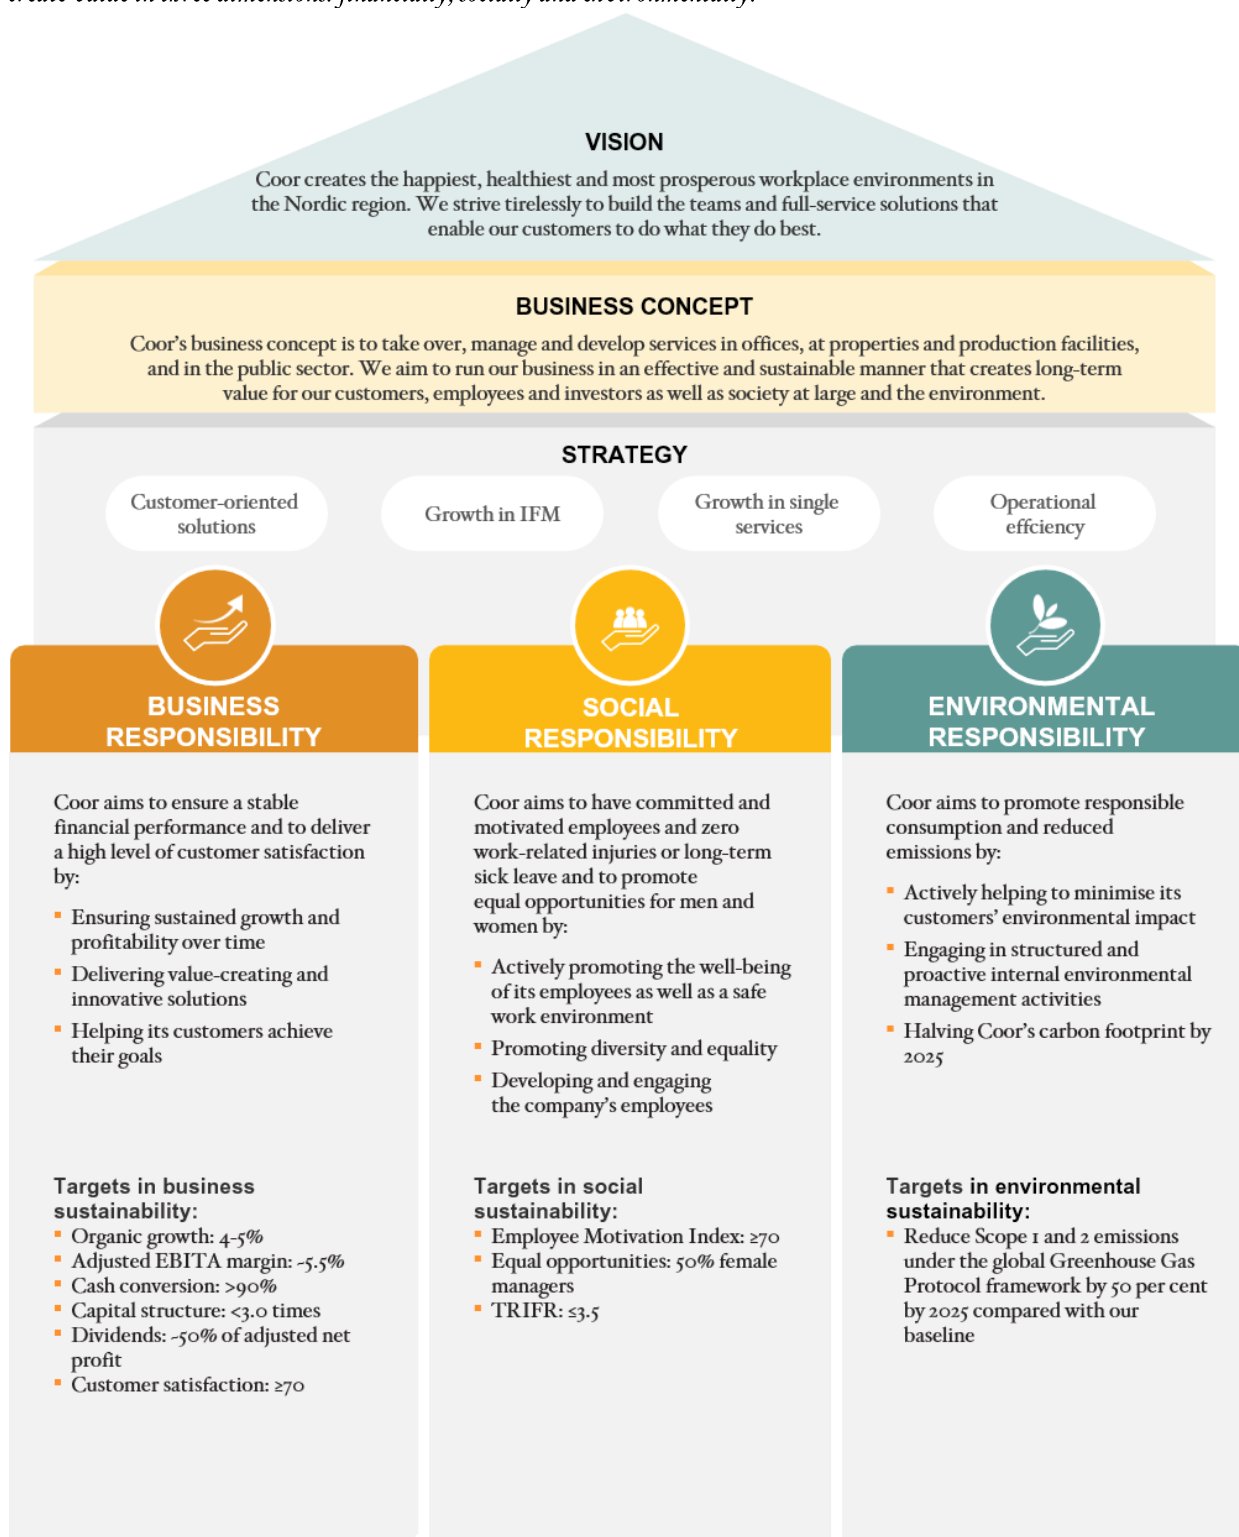 create value in three dimensions: financially, socially and environmentally.
VISION
Coor creates the happiest, healthiest and most prosperous workplace environments in
the Nordic region. We strive tirelessly to build the teams and full-service solutions that
enable our customers to do what they do best.
BUSINESS CONCEPT
Coor's business concept is to take over, manage and develop services in offices, at properties and production facilities,
and in the public sector. We aim to run our business in an effective and sustainable manner that creates long-term
value for our customers, employees and investors as well as society at large and the environment.
STRATEGY
Customer-oriented
solutions
Growth in IFM
Growth in single
services
Operational
effciency
BUSINESS
RESPONSIBILITY
Coor aims to ensure a stable
financial performance and to deliver
a high level of customer satisfaction
by:
▪ Ensuring sustained growth and
profitability over time
▪ Delivering value-creating and
innovative solutions
▪ Helping its customers achieve
their goals
Targets in business
sustainability:
▪ Organic growth: 4-5%
▪ Adjusted EBITA margin: ~5.5%
▪ Cash conversion: >90%
▪ Capital structure: <3.0 times
▪ Dividends: ~50% of adjusted net
profit
▪ Customer satisfaction: ≥70
SOCIAL
RESPONSIBILITY
Coor aims to have committed and
motivated employees and zero
work-related injuries or long-term
sick leave and to promote
equal opportunities for men and
women by:
▪ Actively promoting the well-being
of its employees as well as a safe
work environment
▪ Promoting diversity and equality
▪ Developing and engaging
the company's employees
Targets in social
sustainability:
▪ Employee Motivation Index: ≥70
▪ Equal opportunities: 50% female
managers
▪ TRIFR: ≤3.5
ENVIRONMENTAL
RESPONSIBILITY
Coor aims to promote responsible
consumption and reduced
emissions by:
▪ Actively helping to minimise its
customers' environmental impact
▪ Engaging in structured and
proactive internal environmental
management activities
▪ Halving Coor's carbon footprint by
2025
Targets in environmental
sustainability:
▪ Reduce Scope 1 and 2 emissions
under the global Greenhouse Gas
Protocol framework by 50 per cent
by 2025 compared with our
baseline